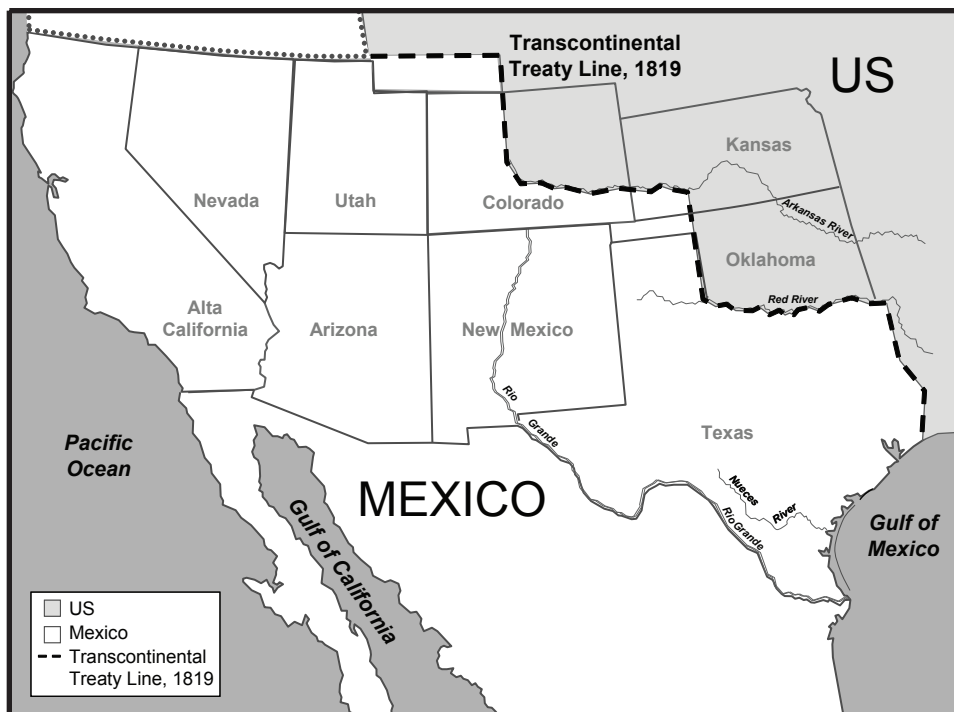 Transcontinental
Treaty Line, 1819
US
Kansas
Nevada
Utah
Colorado
Arkansas River
Oklahoma
Red River
Alta
California
Arizona
New Mexico
Rio
Grande
Texas
Pacific
Ocean
MEXICO
Nueces
River
Rio Grande
Gulf of
Mexico
Gulf of California
US
Mexico
Transcontinental
Treaty Line, 1819